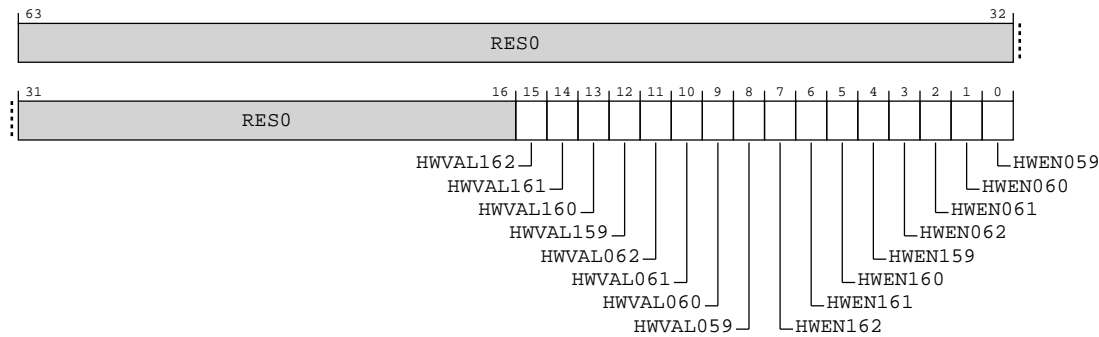 63 32
RES0
31 16 15 14 13 12 11 10 9 8 7 6 5 4 3 2 1 0
RES0
HWVAL162 HWEN059
HWVAL161 HWEN060
HWVAL160 HWEN061
HWVAL159 HWEN062
HWVAL062 HWEN159
HWVAL061 HWEN160
HWVAL060 HWEN161
HWVAL059 HWEN162